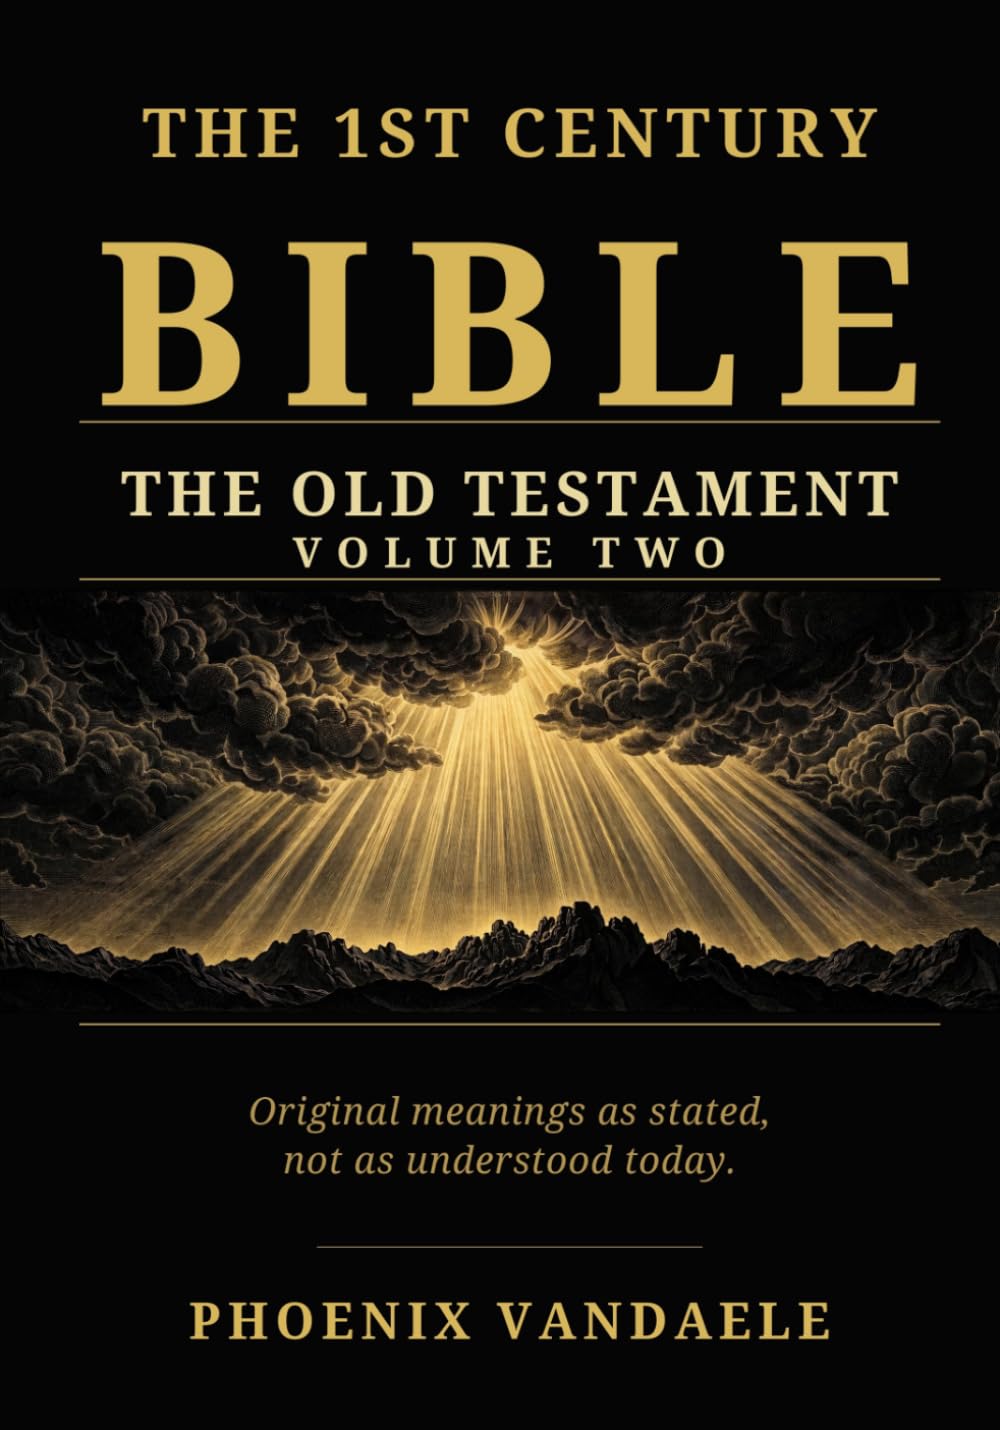 THE 1ST CENTURY
BIBLE
THE OLD TESTAMENT
VOLUME TWO
Original meanings as stated,
not as understood today.
PHOENIX VANDAELE